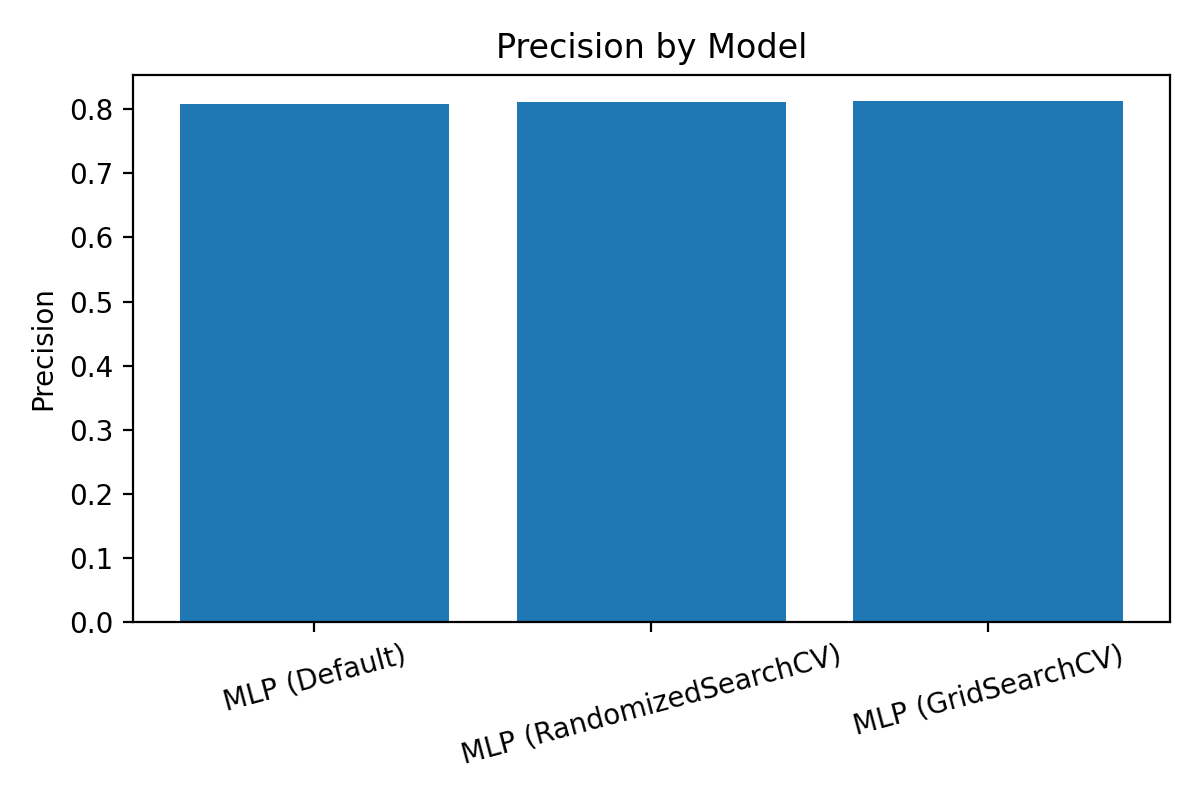 Precision by Model
Precision
0.8
0.7
0.6
0.5
0.4
0.3
0.2
0.1
0.0
MLP (Default)
MLP (RandomizedSearchCV)
MLP (GridSearchCV)